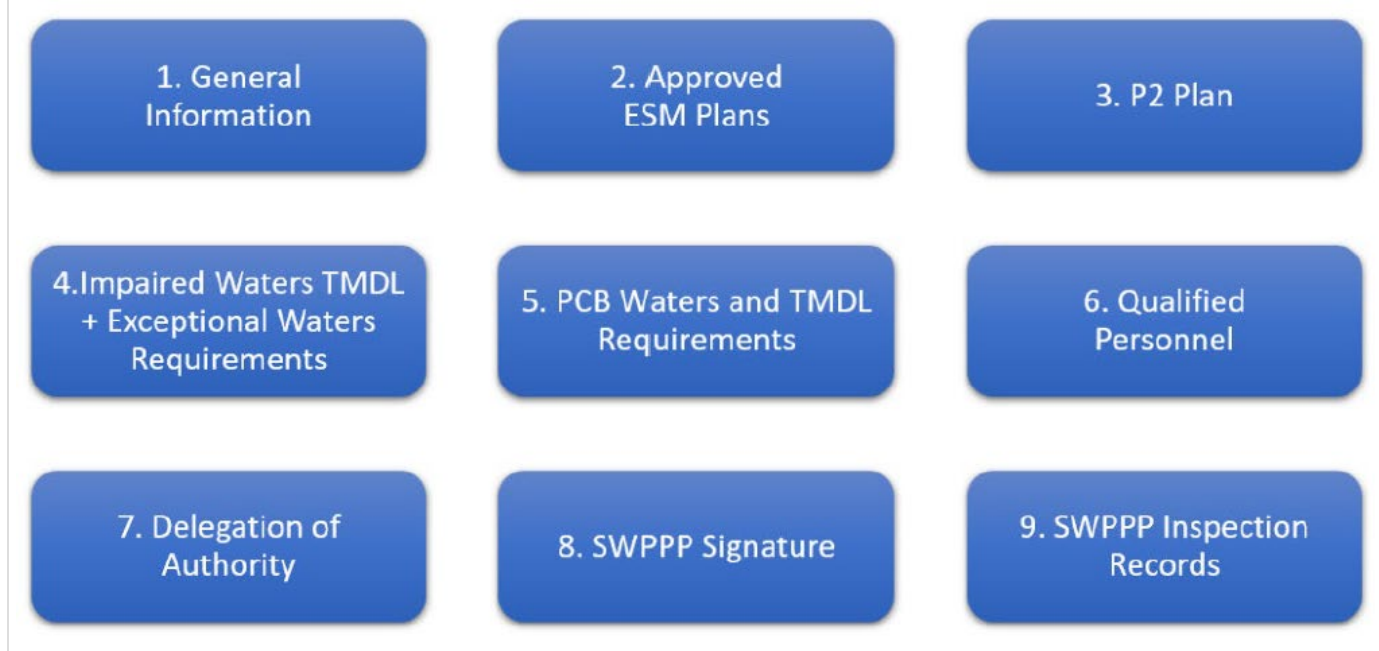 1. General
Information
2. Approved
ESM Plans
3. P2 Plan
4.Impaired Waters TMDL
+ Exceptional Waters
Requirements
5. PCB Waters and TMDL
Requirements
6. Qualified
Personnel
7. Delegation of
Authority
8. SWPPP Signature
9. SWPPP Inspection
Records